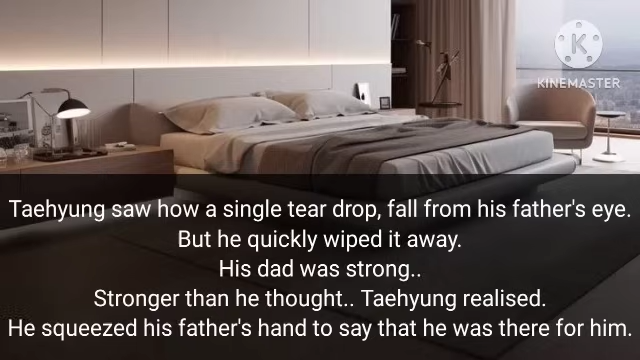 K
KINEMASTER
Taehyung saw how a single tear drop, fall from his father's eye.
But he quickly wiped it away.
His dad was strong..
Stronger than he thought.. Taehyung realised.
He squeezed his father's hand to say that he was there for him.